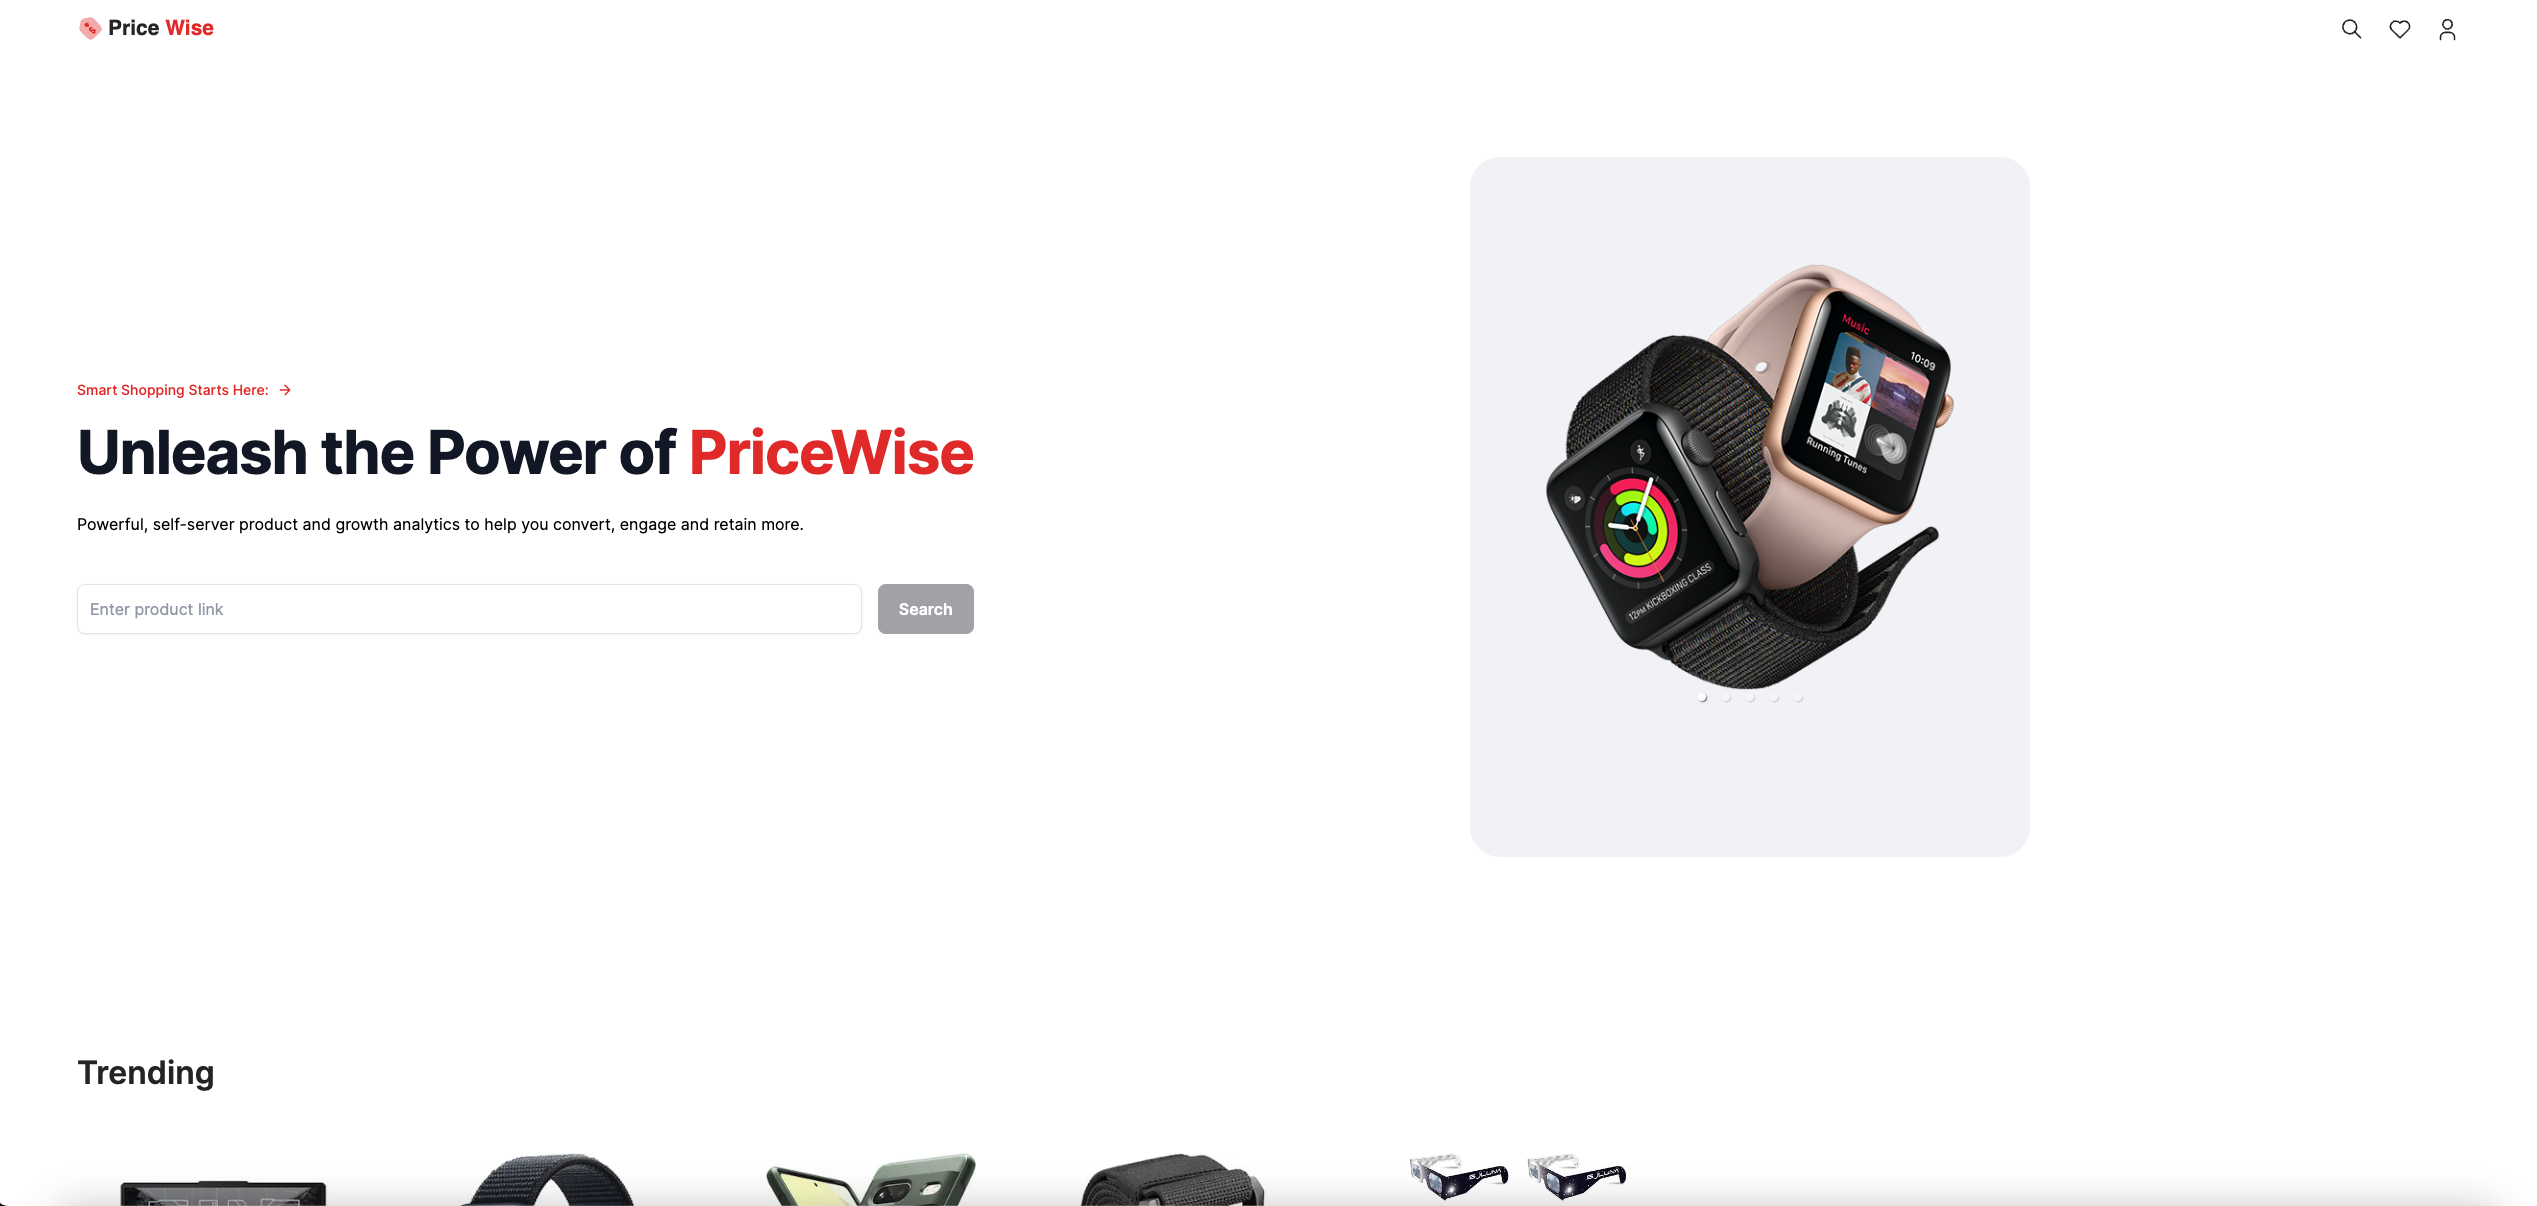 Price Wise
Smart Shopping Starts Here:
Unleash the Power of PriceWise
Powerful, self-server product and growth analytics to help you convert, engage and retain more.
Enter product link
Search
Music
10:09
Running Tunes
12PM KICKBOXING CLASS
Trending